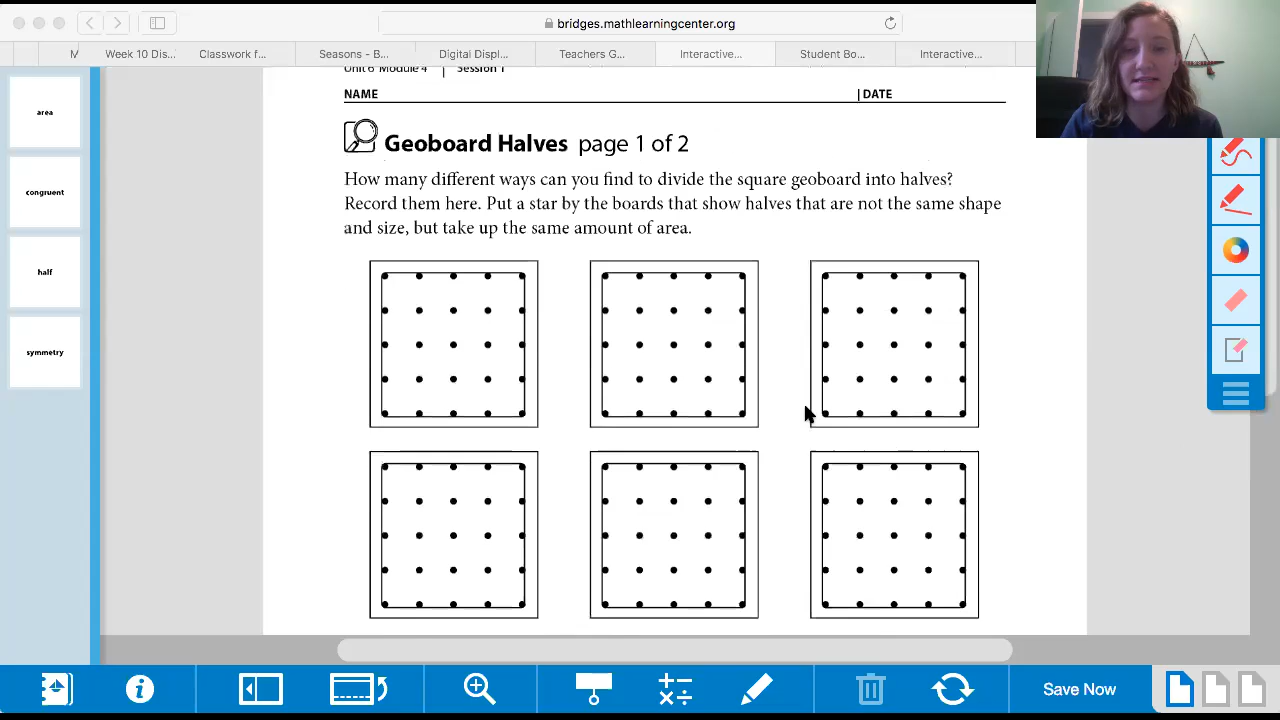 bridges.mathlearningcenter.org
M
Week 10 Dis...
Classwork f...
Seasons - B...
Digital Displ...
Teachers G...
Interactive...
Student Bo...
Interactive...
area
congruent
half
symmetry
Unit 6 Module 4 | Session 1
NAME | DATE
Geoboard Halves page 1 of 2
How many different ways can you find to divide the square geoboard into halves?
Record them here. Put a star by the boards that show halves that are not the same shape
and size, but take up the same amount of area.
Save Now